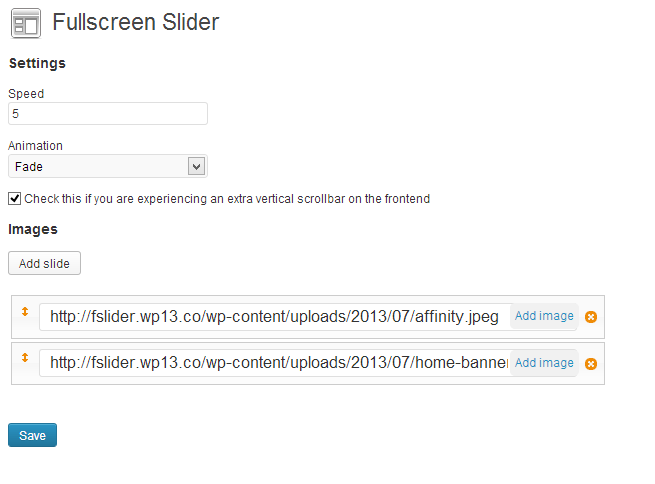 Fullscreen Slider
Settings
Speed
5
Animation
Fade
Check this if you are experiencing an extra vertical scrollbar on the frontend
Images
Add slide
http://fslider.wp13.co/wp-content/uploads/2013/07/affinity.jpeg Add image
http://fslider.wp13.co/wp-content/uploads/2013/07/home-banner Add image
Save